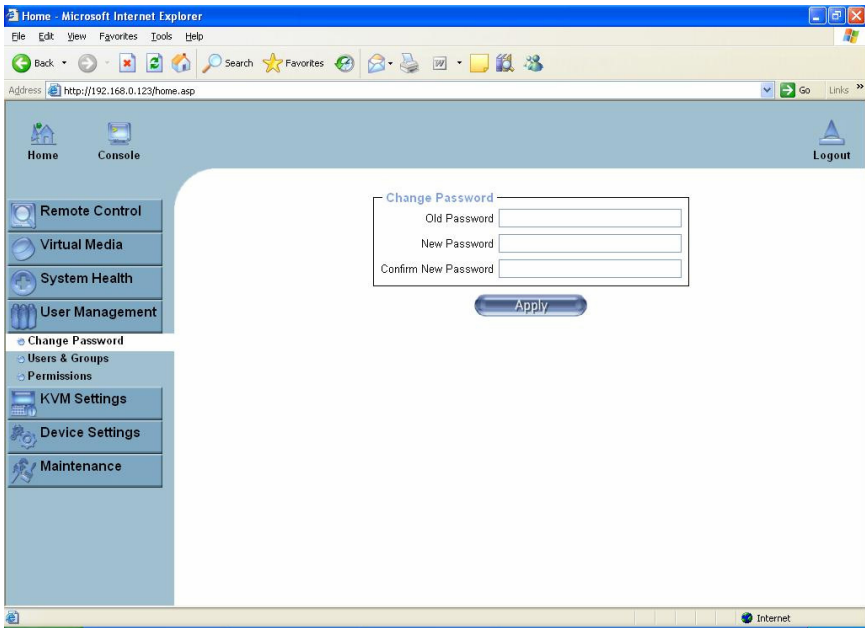 Home - Microsoft Internet Explorer
File Edit View Favorites Tools Help
Back Search Favorites
Address http://192.168.0.123/home.asp Go Links »
Home Console Logout
Remote Control
Virtual Media
System Health
User Management
Change Password
Users & Groups
Permissions
KVM Settings
Device Settings
Maintenance
Change Password
Old Password
New Password
Confirm New Password
Apply
Internet